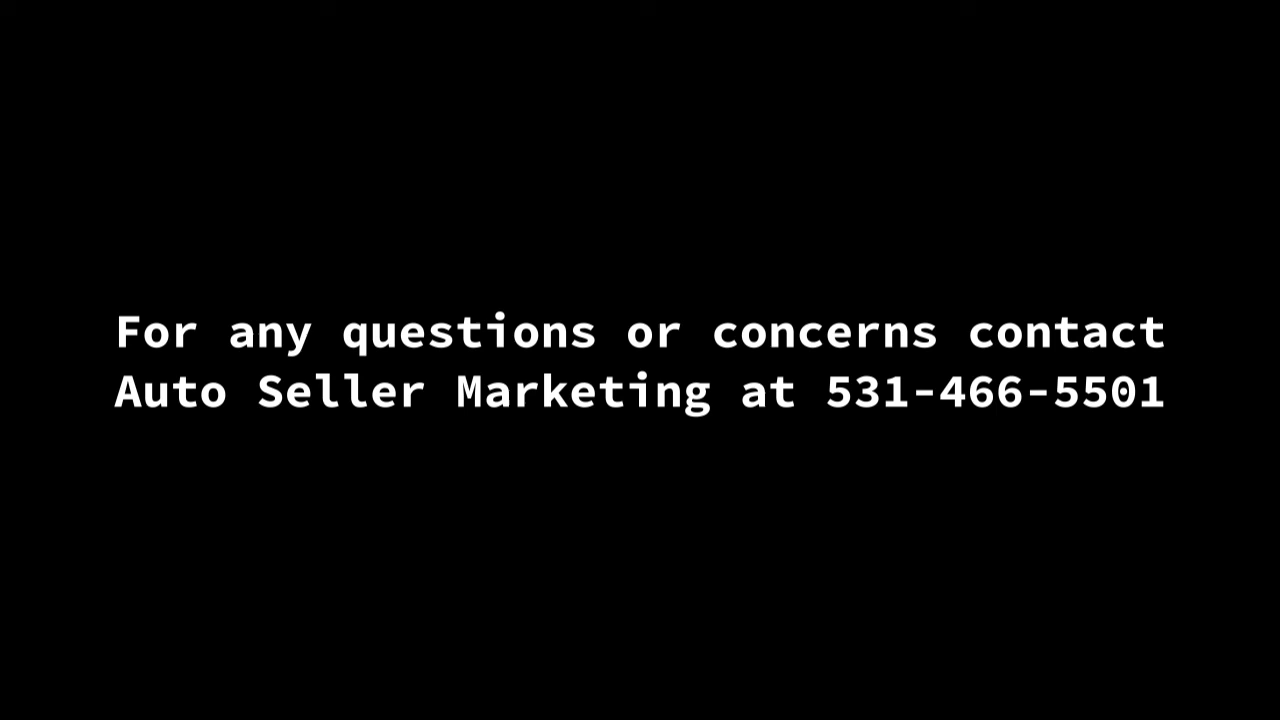 For any questions or concerns contact
Auto Seller Marketing at 531-466-5501